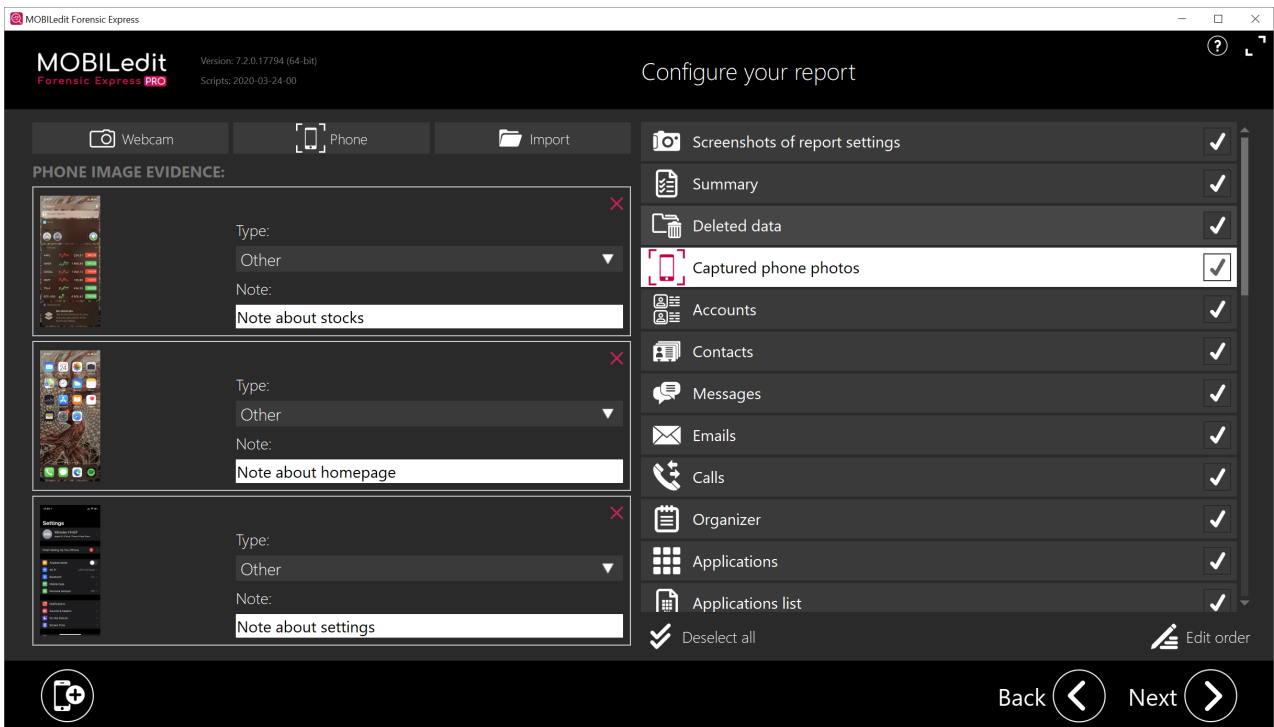 MOBILedit Forensic Express
MOBILedit
Forensic Express PRO
Version: 7.2.0.17794 (64-bit)
Scripts: 2020-03-24-00
Configure your report
?
Webcam
Phone
Import
PHONE IMAGE EVIDENCE:
Type:
Other
Note:
Note about stocks
Type:
Other
Note:
Note about homepage
Settings
Type:
Other
Note:
Note about settings
Screenshots of report settings
Summary
Deleted data
Captured phone photos
Accounts
Contacts
Messages
Emails
Calls
Organizer
Applications
Applications list
Deselect all
Edit order
Back
Next